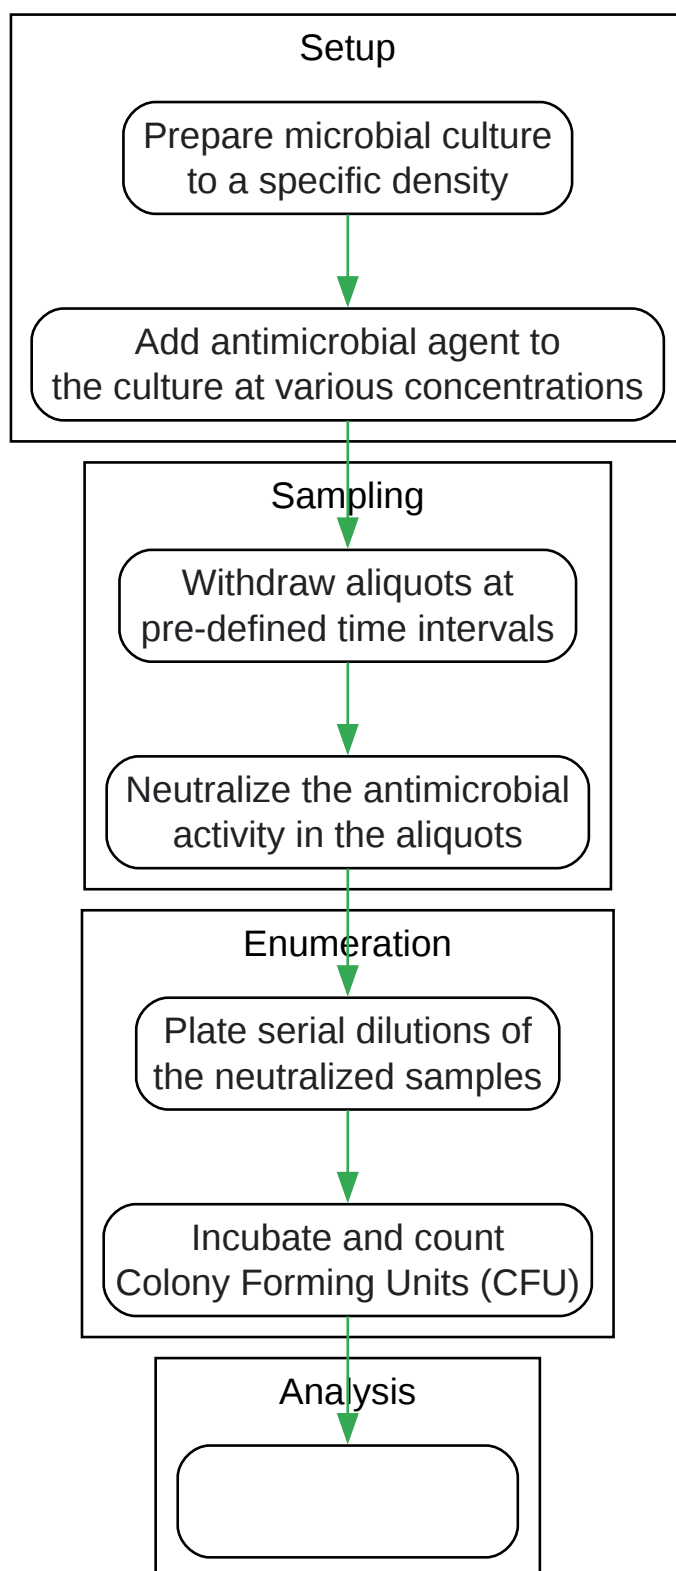 Setup
Prepare microbial culture
to a specific density
Add antimicrobial agent to
the culture at various concentrations
Sampling
Withdraw aliquots at
pre-defined time intervals
Neutralize the antimicrobial
activity in the aliquots
Enumeration
Plate serial dilutions of
the neutralized samples
Incubate and count
Colony Forming Units (CFU)
Analysis